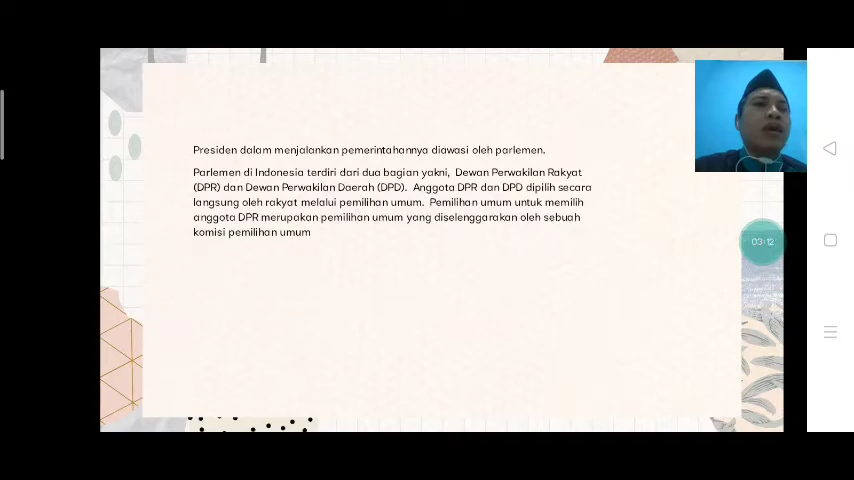 Presiden dalam menjalankan pemerintahannya diawasi oleh parlemen.
Parlemen di Indonesia terdiri dari dua bagian yakni, Dewan Perwakilan Rakyat
(DPR) dan Dewan Perwakilan Daerah (DPD). Anggota DPR dan DPD dipilih secara
langsung oleh rakyat melalui pemilihan umum. Pemilihan umum untuk memilih
anggota DPR merupakan pemilihan umum yang diselenggarakan oleh sebuah
komisi pemilihan umum
03:12